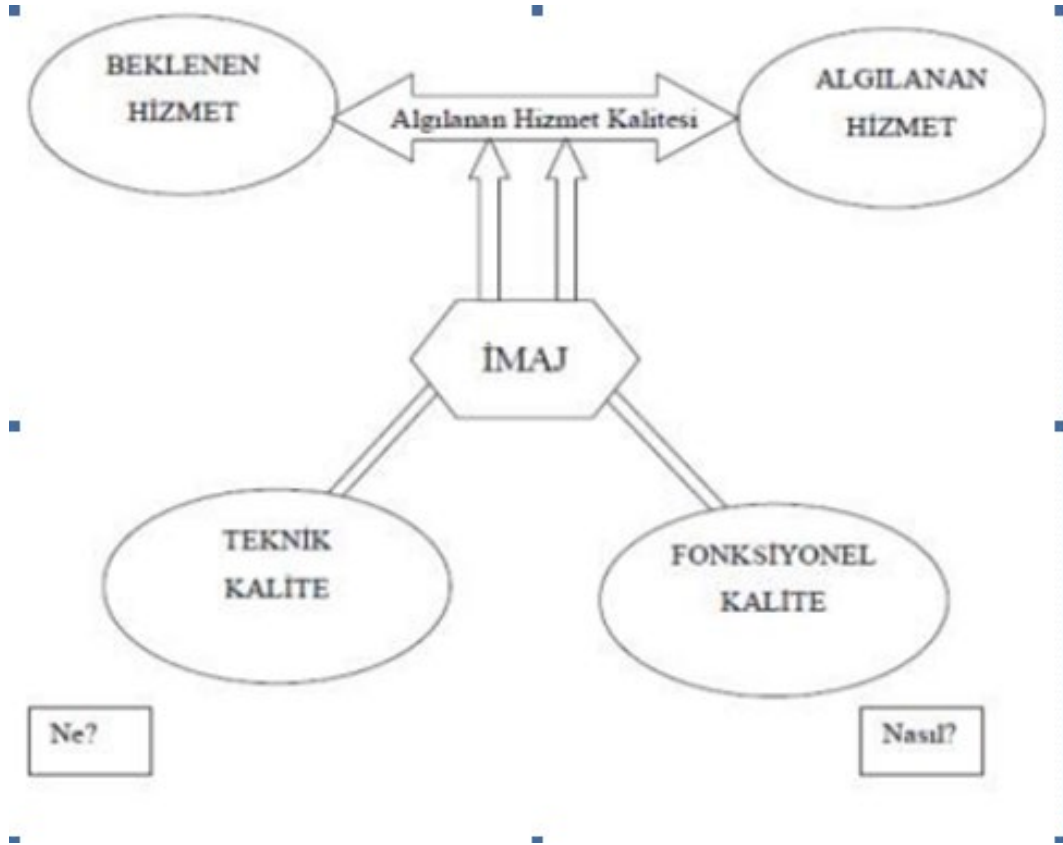 BEKLENEN
HİZMET
Algılanan Hizmet Kalitesi
ALGILANAN
HİZMET
İMAJ
TEKNİK
KALİTE
FONKSİYONEL
KALİTE
Ne?
Nasıl?